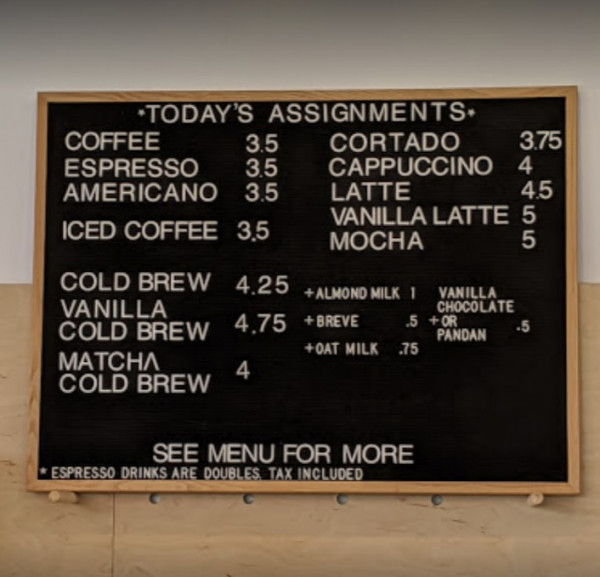 *TODAY'S ASSIGNMENTS*
COFFEE 3.5
ESPRESSO 3.5
AMERICANO 3.5
ICED COFFEE 3.5
COLD BREW 4.25
VANILLA
COLD BREW 4.75
MATCHA
COLD BREW 4
CORTADO 3.75
CAPPUCCINO 4
LATTE 4.5
VANILLA LATTE 5
MOCHA 5
+ALMOND MILK 1
+BREVE .5
+OAT MILK .75
VANILLA
CHOCOLATE
+OR .5
PANDAN
SEE MENU FOR MORE
* ESPRESSO DRINKS ARE DOUBLES. TAX INCLUDED